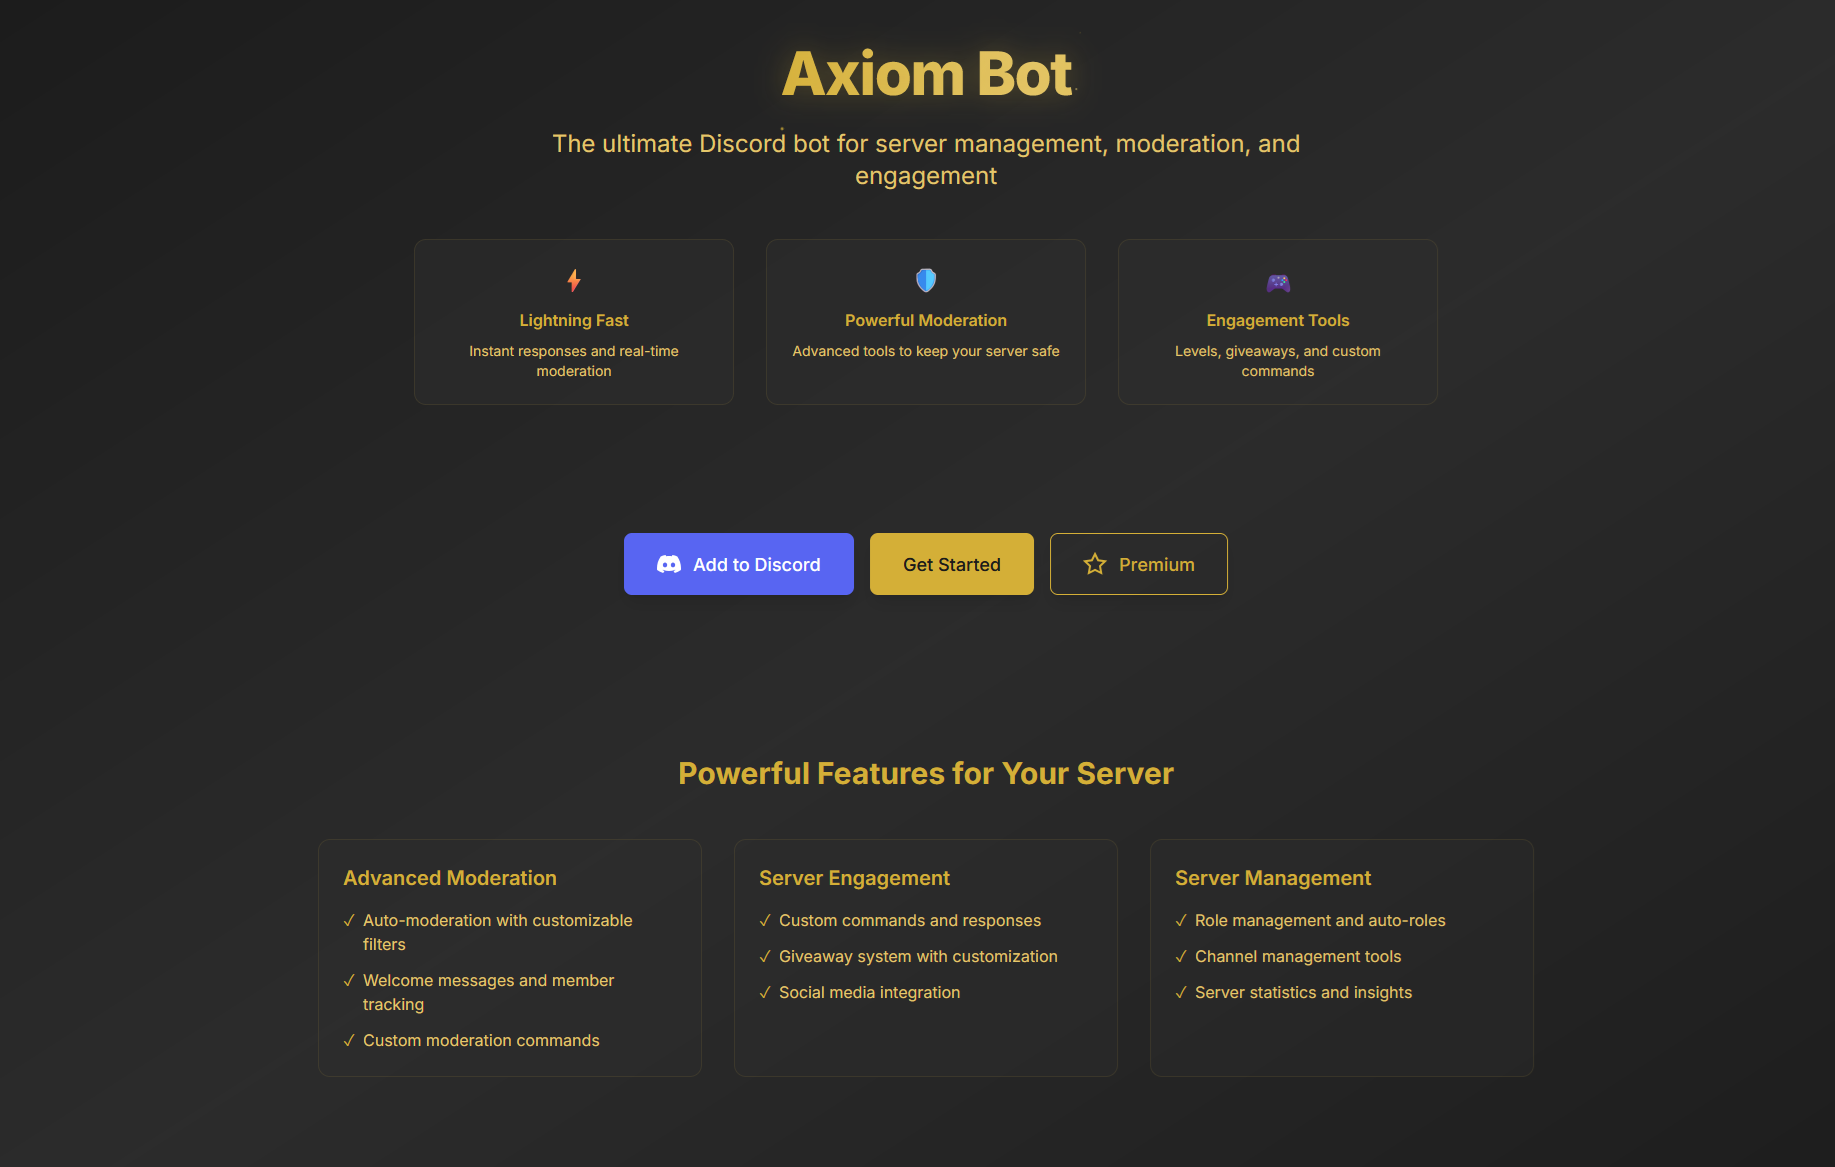 Axiom Bot
The ultimate Discord bot for server management, moderation, and
engagement
Lightning Fast
Instant responses and real-time
moderation
Powerful Moderation
Advanced tools to keep your server safe
Engagement Tools
Levels, giveaways, and custom
commands
Add to Discord
Get Started
Premium
Powerful Features for Your Server
Advanced Moderation
✓ Auto-moderation with customizable
filters
✓ Welcome messages and member
tracking
✓ Custom moderation commands
Server Engagement
✓ Custom commands and responses
✓ Giveaway system with customization
✓ Social media integration
Server Management
✓ Role management and auto-roles
✓ Channel management tools
✓ Server statistics and insights